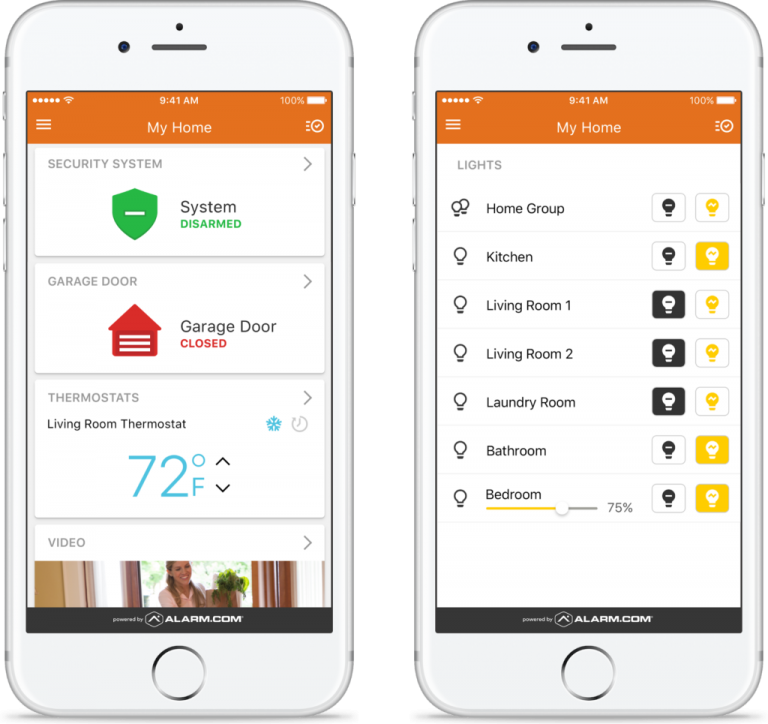 9:41 AM 100%
My Home
SECURITY SYSTEM
System
DISARMED
GARAGE DOOR
Garage Door
CLOSED
THERMOSTATS
Living Room Thermostat
72°F
VIDEO
powered by ALARM.COM
9:41 AM 100%
My Home
LIGHTS
Home Group
Kitchen
Living Room 1
Living Room 2
Laundry Room
Bathroom
Bedroom
75%
powered by ALARM.COM